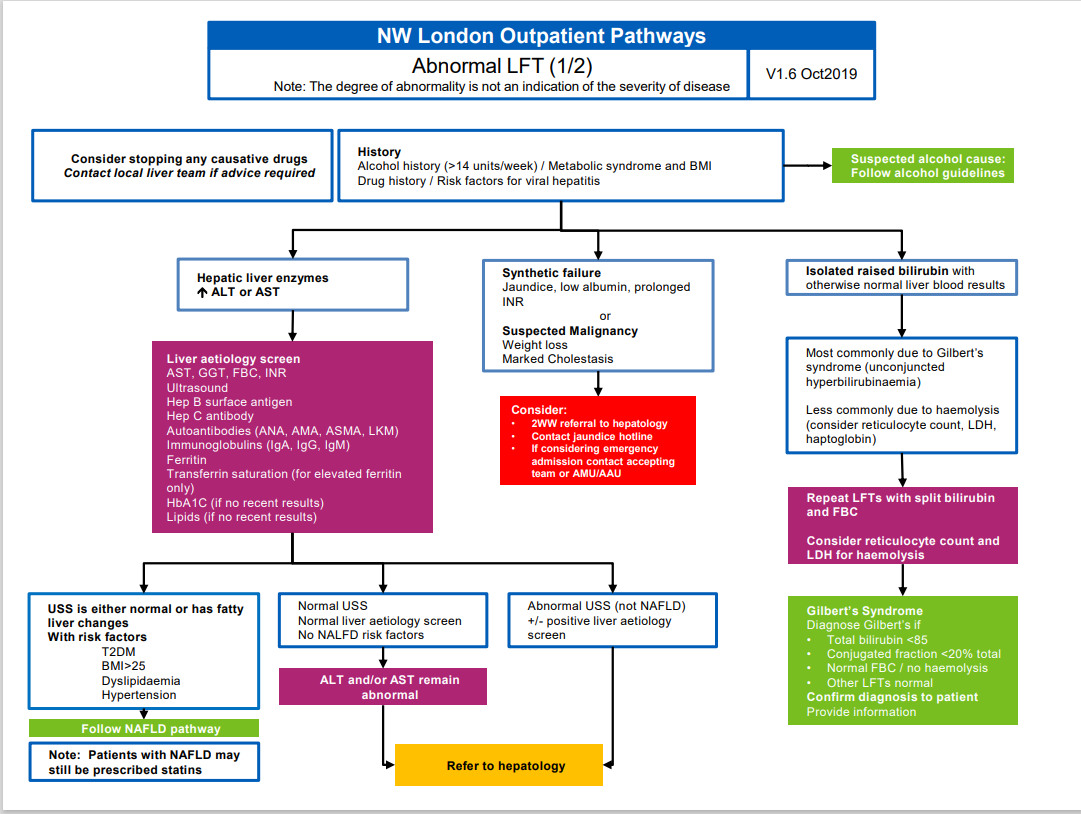 NW London Outpatient Pathways
Abnormal LFT (1/2)
Note: The degree of abnormality is not an indication of the severity of disease
V1.6 Oct2019
Consider stopping any causative drugs
Contact local liver team if advice required
History
Alcohol history (>14 units/week) / Metabolic syndrome and BMI
Drug history / Risk factors for viral hepatitis
Suspected alcohol cause:
Follow alcohol guidelines
Hepatic liver enzymes
↑ ALT or AST
Liver aetiology screen
AST, GGT, FBC, INR
Ultrasound
Hep B surface antigen
Hep C antibody
Autoantibodies (ANA, AMA, ASMA, LKM)
Immunoglobulins (IgA, IgG, IgM)
Ferritin
Transferrin saturation (for elevated ferritin
only)
HbA1C (if no recent results)
Lipids (if no recent results)
Synthetic failure
Jaundice, low albumin, prolonged
INR
or
Suspected Malignancy
Weight loss
Marked Cholestasis
Consider:
• 2WW referral to hepatology
• Contact jaundice hotline
• If considering emergency
admission contact accepting
team or AMU/AAU
Isolated raised bilirubin with
otherwise normal liver blood results
Most commonly due to Gilbert's
syndrome (unconjuncted
hyperbilirubinaemia)
Less commonly due to haemolysis
(consider reticulocyte count, LDH,
haptoglobin)
Repeat LFTs with split bilirubin
and FBC
Consider reticulocyte count and
LDH for haemolysis
Gilbert's Syndrome
Diagnose Gilbert's if
• Total bilirubin <85
• Conjugated fraction <20% total
• Normal FBC / no haemolysis
• Other LFTs normal
Confirm diagnosis to patient
Provide information
USS is either normal or has fatty
liver changes
With risk factors
T2DM
BMI>25
Dyslipidaemia
Hypertension
Follow NAFLD pathway
Note: Patients with NAFLD may
still be prescribed statins
Normal USS
Normal liver aetiology screen
No NALFD risk factors
ALT and/or AST remain
abnormal
Abnormal USS (not NAFLD)
+/- positive liver aetiology
screen
Refer to hepatology